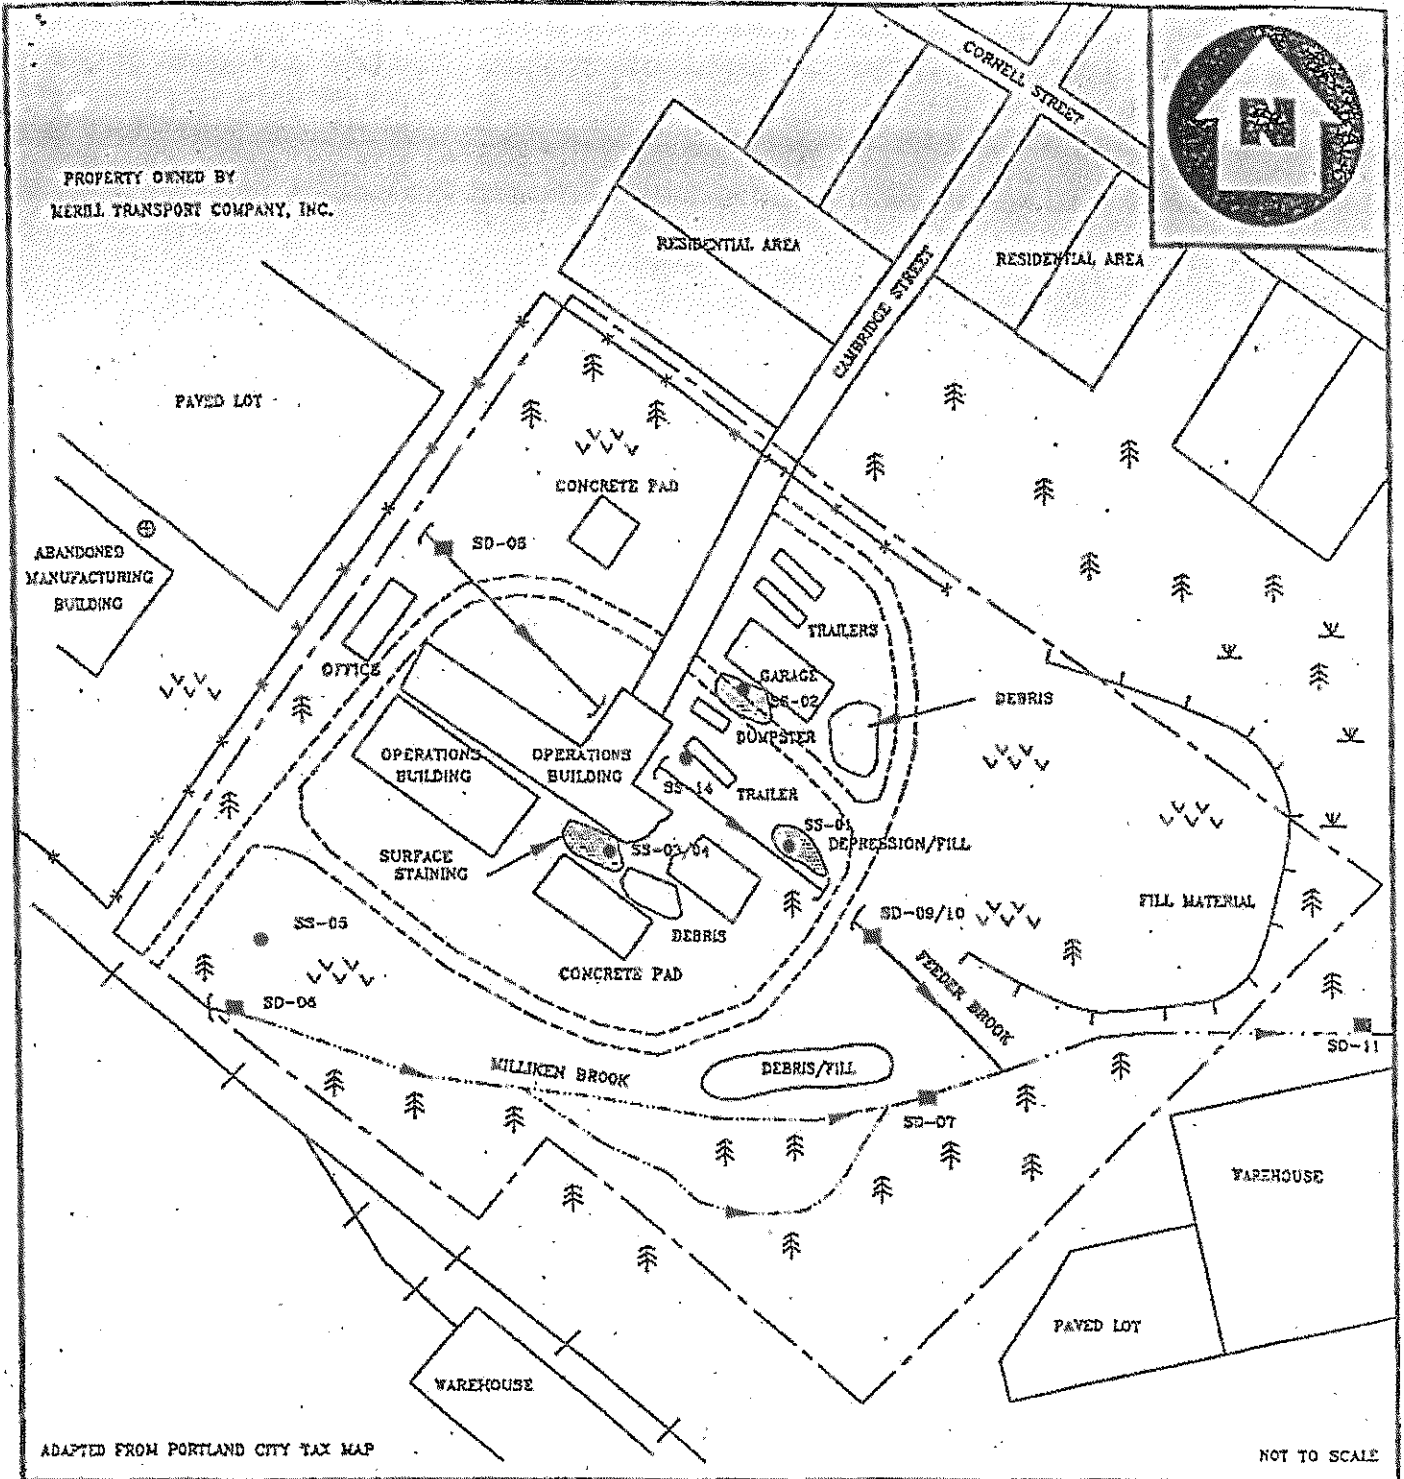 CORNELL STREET
N
PROPERTY OWNED BY
MERILL TRANSPORT COMPANY, INC.
RESIDENTIAL AREA
RESIDENTIAL AREA
CAMBRIDGE STREET
PAVED LOT
CONCRETE PAD
ABANDONED
MANUFACTURING
BUILDING
TRAILERS
OFFICE
GARAGE
SS-02
DEBRIS
DUMPSTER
OPERATIONS
BUILDING
OPERATIONS
BUILDING
SS-14
TRAILER
SS-01
DEPRESSION/FILL
SURFACE
STAINING
SS-03/04
FILL MATERIAL
SD-09/10
SS-05
DEBRIS
FEEDER BROOK
CONCRETE PAD
SD-11
MILLIKEN BROOK
DEBRIS/FILL
SD-07
WAREHOUSE
PAVED LOT
WAREHOUSE
ADAPTED FROM PORTLAND CITY TAX MAP
NOT TO SCALE